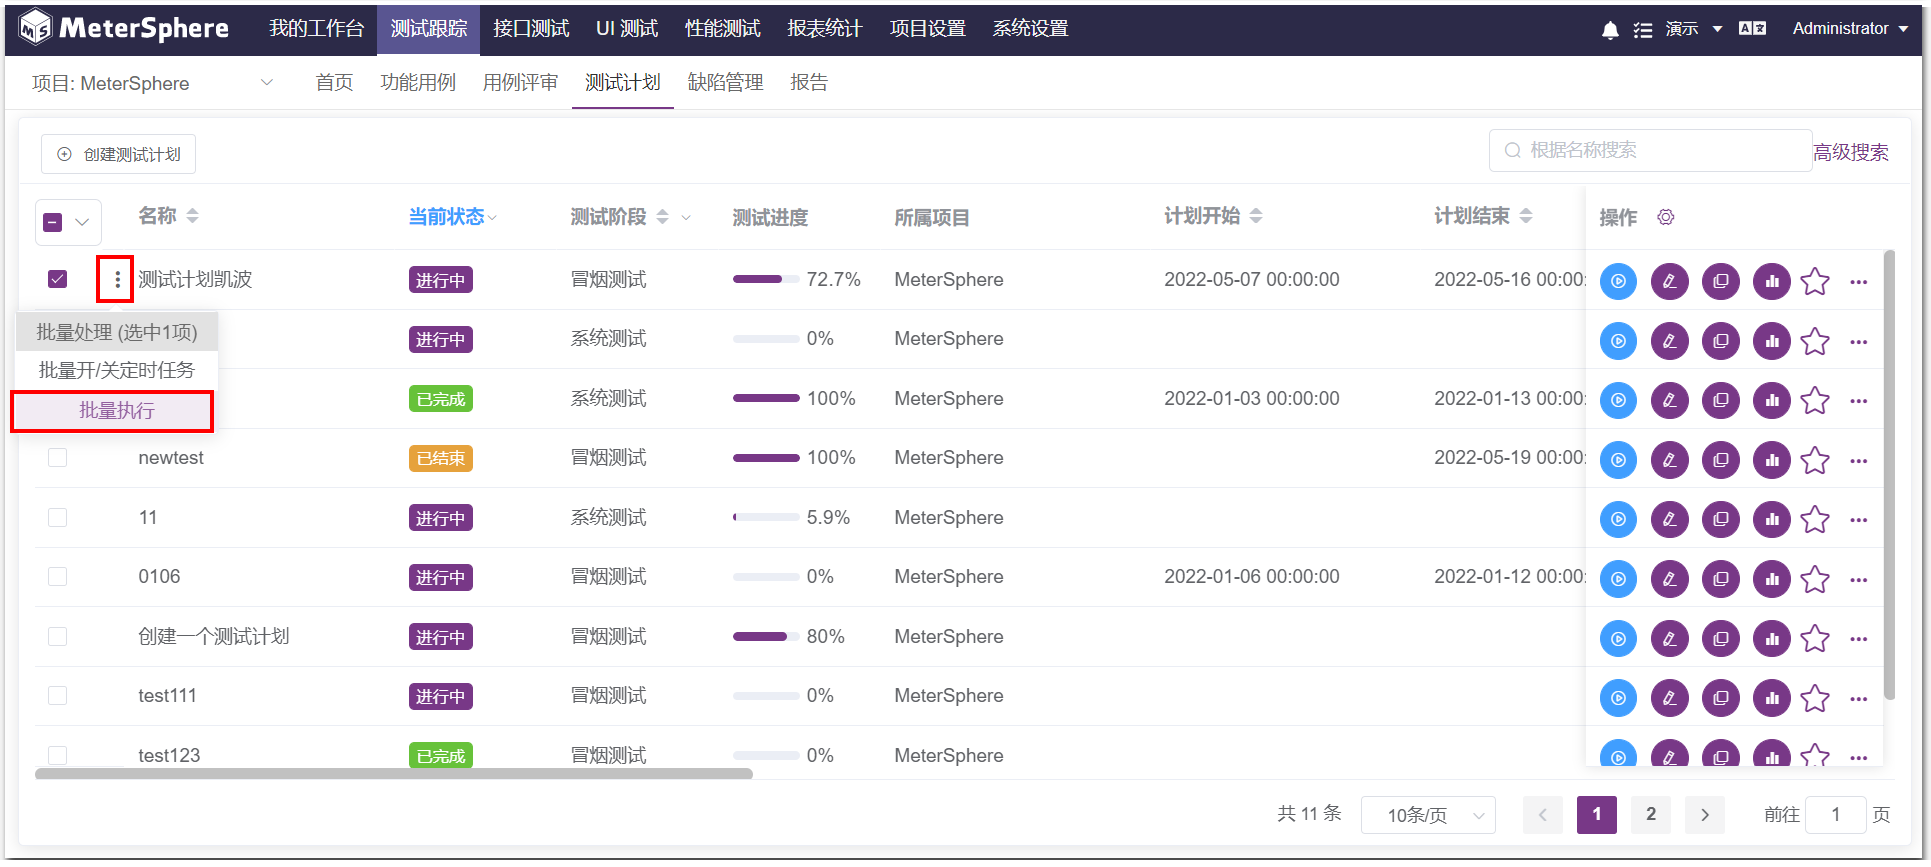 MeterSphere 我的工作台 测试跟踪 接口测试 UI 测试 性能测试 报表统计 项目设置 系统设置 演示 Administrator
项目: MeterSphere 首页 功能用例 用例评审 测试计划 缺陷管理 报告
创建测试计划 根据名称搜索 高级搜索
名称 当前状态 测试阶段 测试进度 所属项目 计划开始 计划结束 操作
测试计划凯波 进行中 冒烟测试 72.7% MeterSphere 2022-05-07 00:00:00 2022-05-16 00:00:
批量处理 (选中1项) 进行中 系统测试 0% MeterSphere
批量开/关定时任务
已完成 系统测试 100% MeterSphere 2022-01-03 00:00:00 2022-01-13 00:00:
批量执行
newtest 已结束 冒烟测试 100% MeterSphere 2022-05-19 00:00:
11 进行中 系统测试 5.9% MeterSphere
0106 进行中 冒烟测试 0% MeterSphere 2022-01-06 00:00:00 2022-01-12 00:00:
创建一个测试计划 进行中 冒烟测试 80% MeterSphere
test111 进行中 冒烟测试 0% MeterSphere
test123 已完成 冒烟测试 0% MeterSphere
共 11 条 10条/页 1 2 前往 1 页